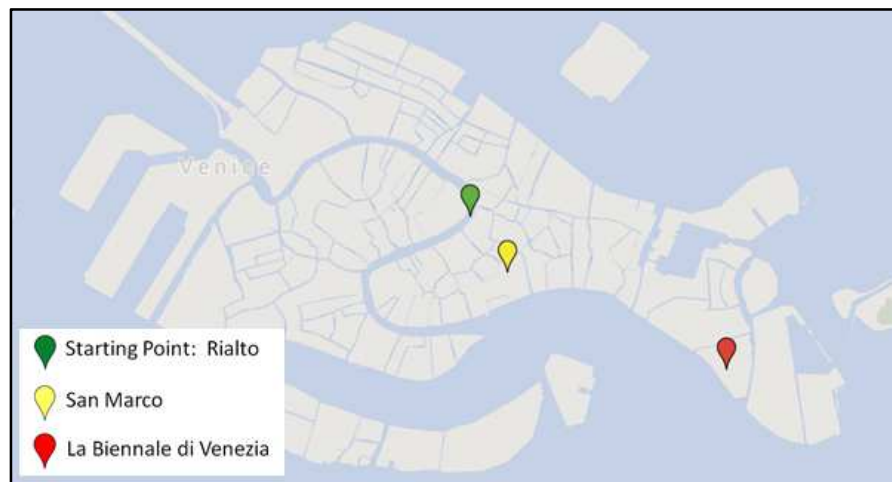 Venice
Starting Point: Rialto
San Marco
La Biennale di Venezia